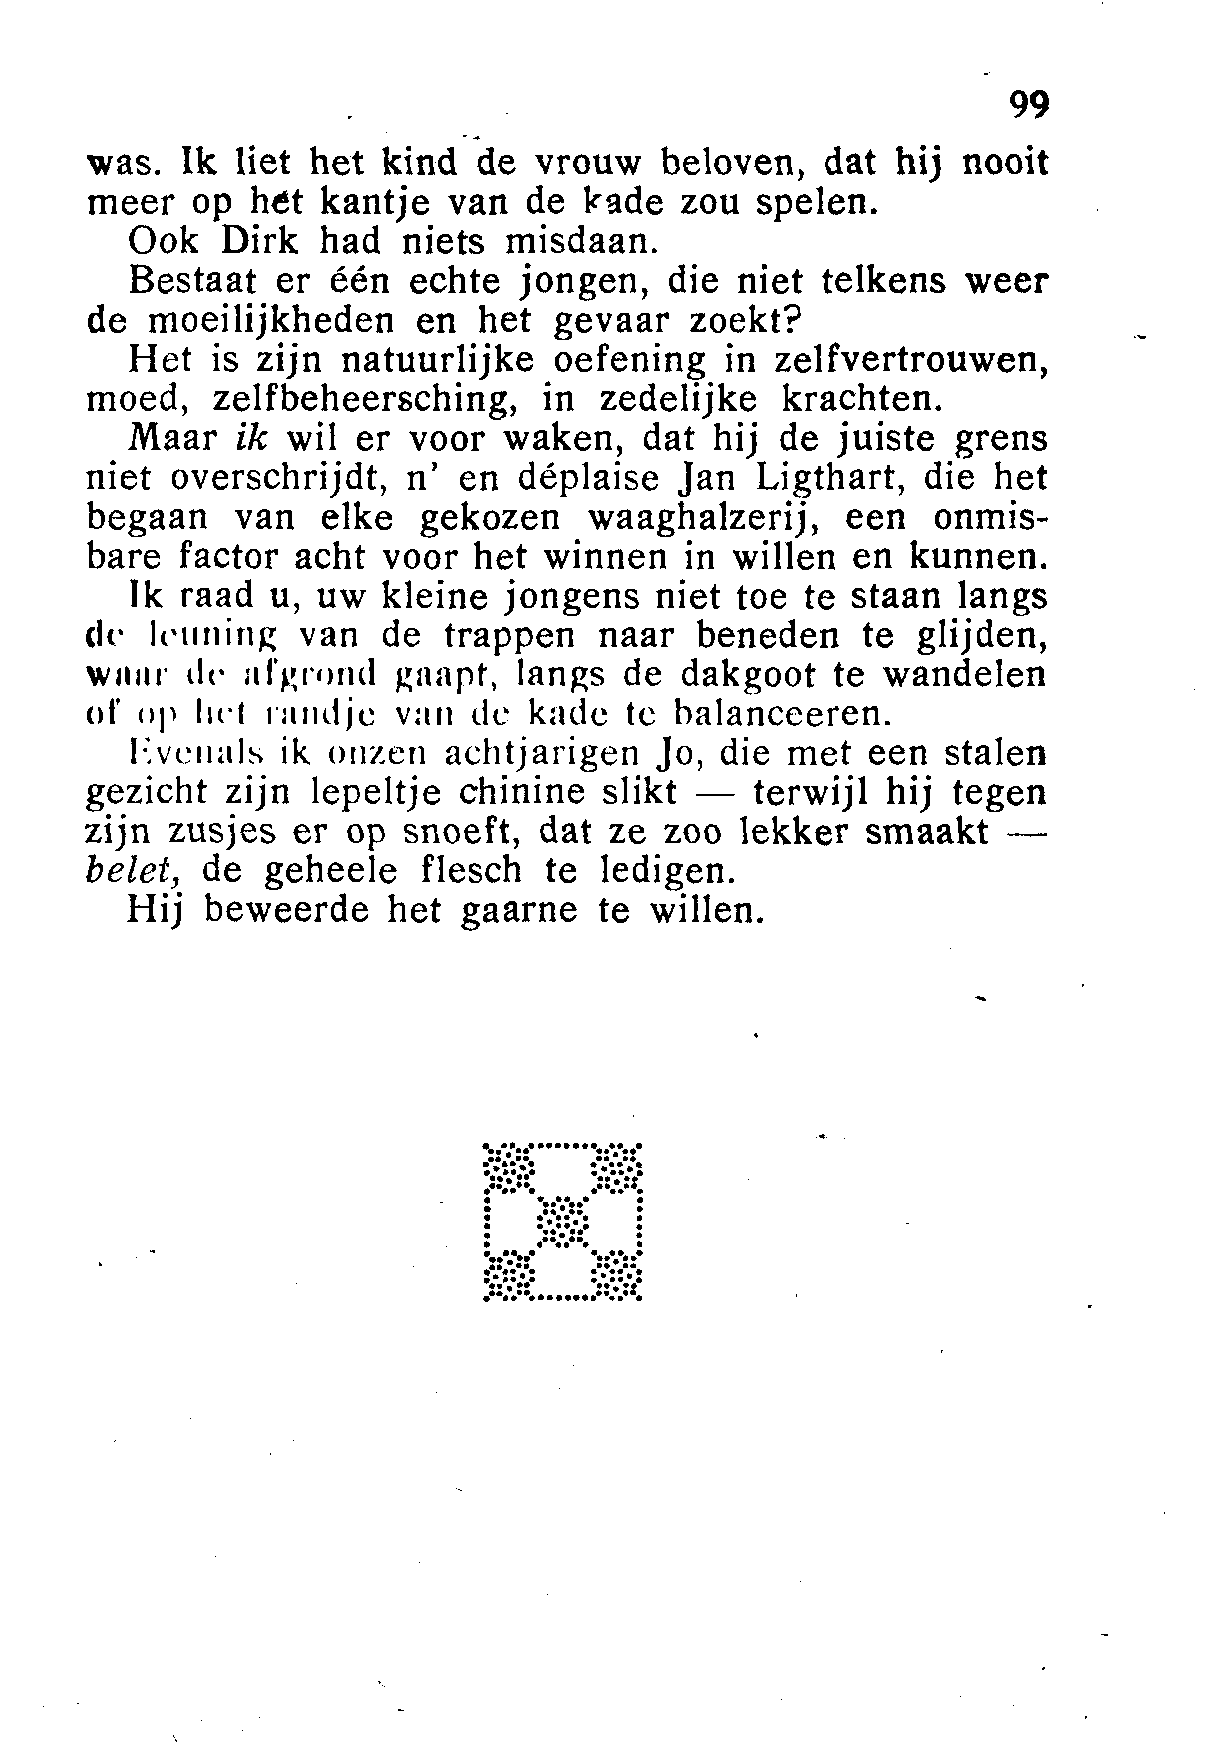 99
was. Ik liet het kind de vrouw beloven, dat hij nooit
meer op het kantje van de kade zou spelen.
Ook Dirk had niets misdaan.
Bestaat er één echte jongen, die niet telkens weer
de moeilijkheden en het gevaar zoekt?
Het is zijn natuurlijke oefening in zelfvertrouwen,
moed, zelfbeheersching, in zedelijke krachten.
Maar ik wil er voor waken, dat hij de juiste grens
niet overschrijdt, n' en déplaise Jan Ligthart, die het
begaan van elke gekozen waaghalzerij, een onmis-
bare factor acht voor het winnen in willen en kunnen.
Ik raad u, uw kleine jongens niet toe te staan langs
de leuning van de trappen naar beneden te glijden,
waar de afgrond gaapt, langs de dakgoot te wandelen
of op het randje van de kade te balanceeren.
Evenals ik onzen achtjarigen Jo, die met een stalen
gezicht zijn lepeltje chinine slikt — terwijl hij tegen
zijn zusjes er op snoeft, dat ze zoo lekker smaakt —
belet, de geheele flesch te ledigen.
Hij beweerde het gaarne te willen.